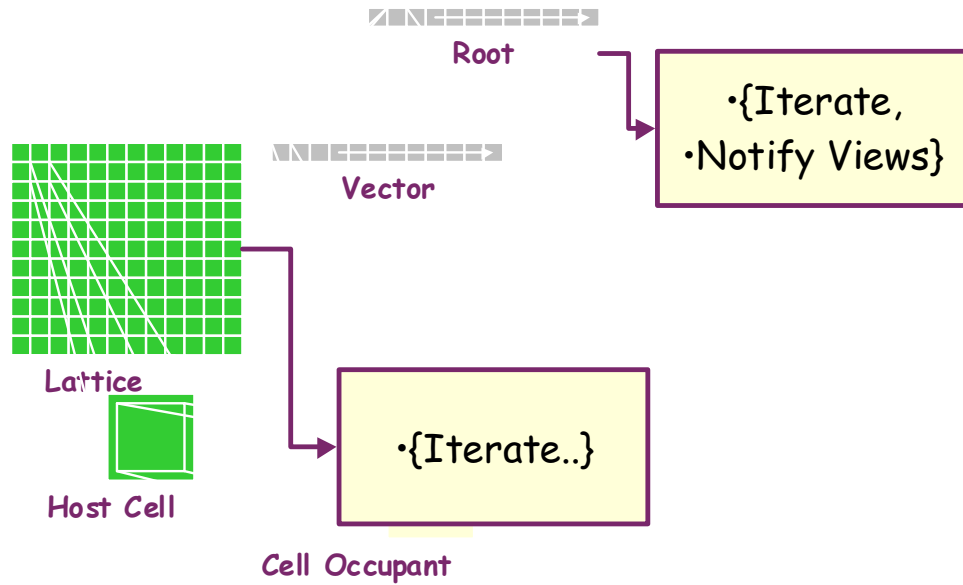 Root
•{Iterate,
•Notify Views}
Vector
Lattice
•{Iterate..}
Host Cell
Cell Occupant